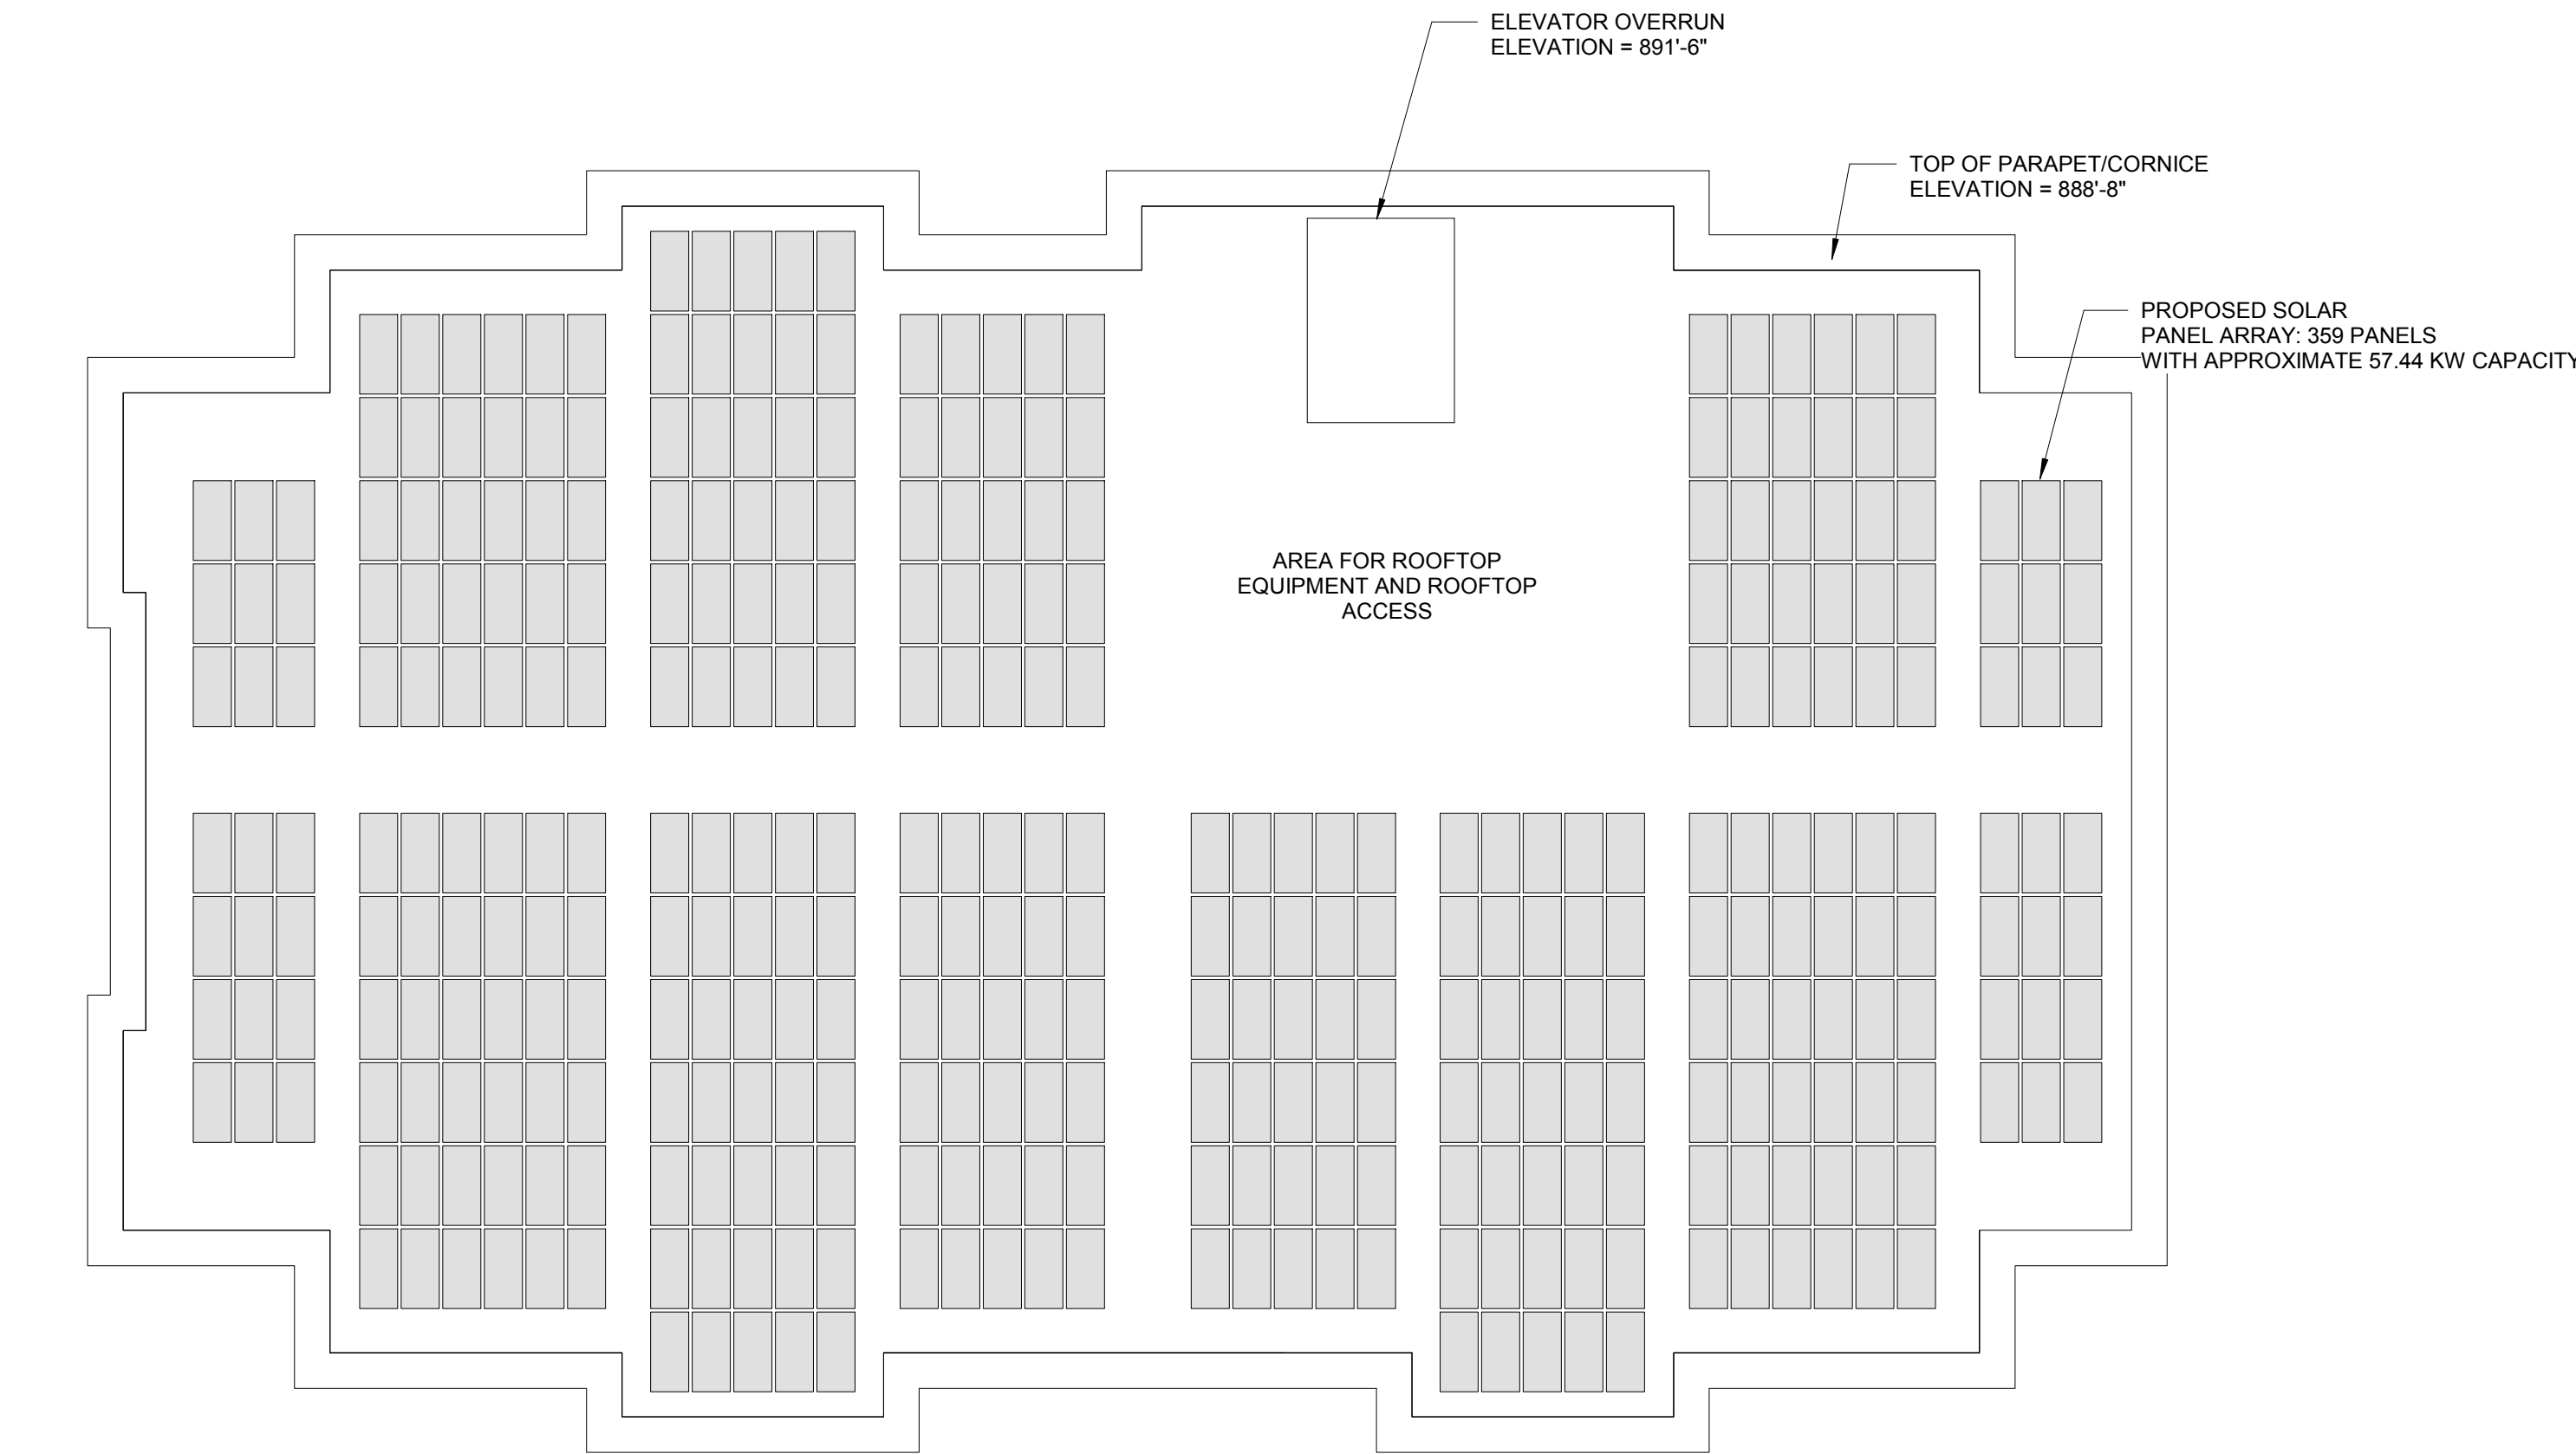 ELEVATOR OVERRUN
ELEVATION = 891'-6"
TOP OF PARAPET/CORNICE
ELEVATION = 888'-8"
PROPOSED SOLAR
PANEL ARRAY: 359 PANELS
WITH APPROXIMATE 57.44 KW CAPACITY
AREA FOR ROOFTOP
EQUIPMENT AND ROOFTOP
ACCESS